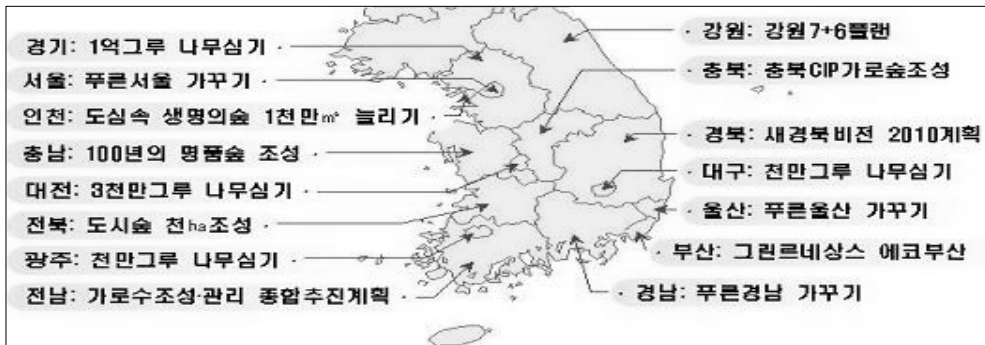 경기: 1억그루 나무심기
서울: 푸른서울 가꾸기
인천: 도심속 생명의숲 1천만㎡ 늘리기
충남: 100년의 명품숲 조성
대전: 3천만그루 나무심기
전북: 도시숲 천㏊조성
광주: 천만그루 나무심기
전남: 가로수조성·관리 종합추진계획
강원: 강원7+6플랜
충북: 충북CIP가로숲조성
경북: 새경북비전 2010계획
대구: 천만그루 나무심기
울산: 푸른울산 가꾸기
부산: 그린르네상스 에코부산
경남: 푸른경남 가꾸기